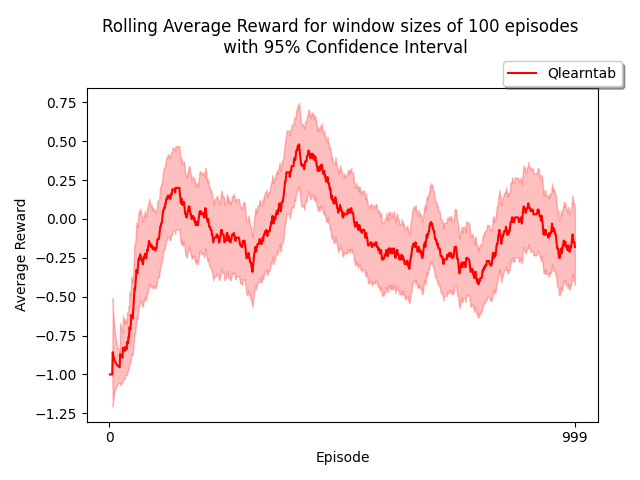 Rolling Average Reward for window sizes of 100 episodes
with 95% Confidence Interval
Qlearntab
0.75
0.50
0.25
0.00
−0.25
−0.50
−0.75
−1.00
−1.25
Average Reward
0 999
Episode